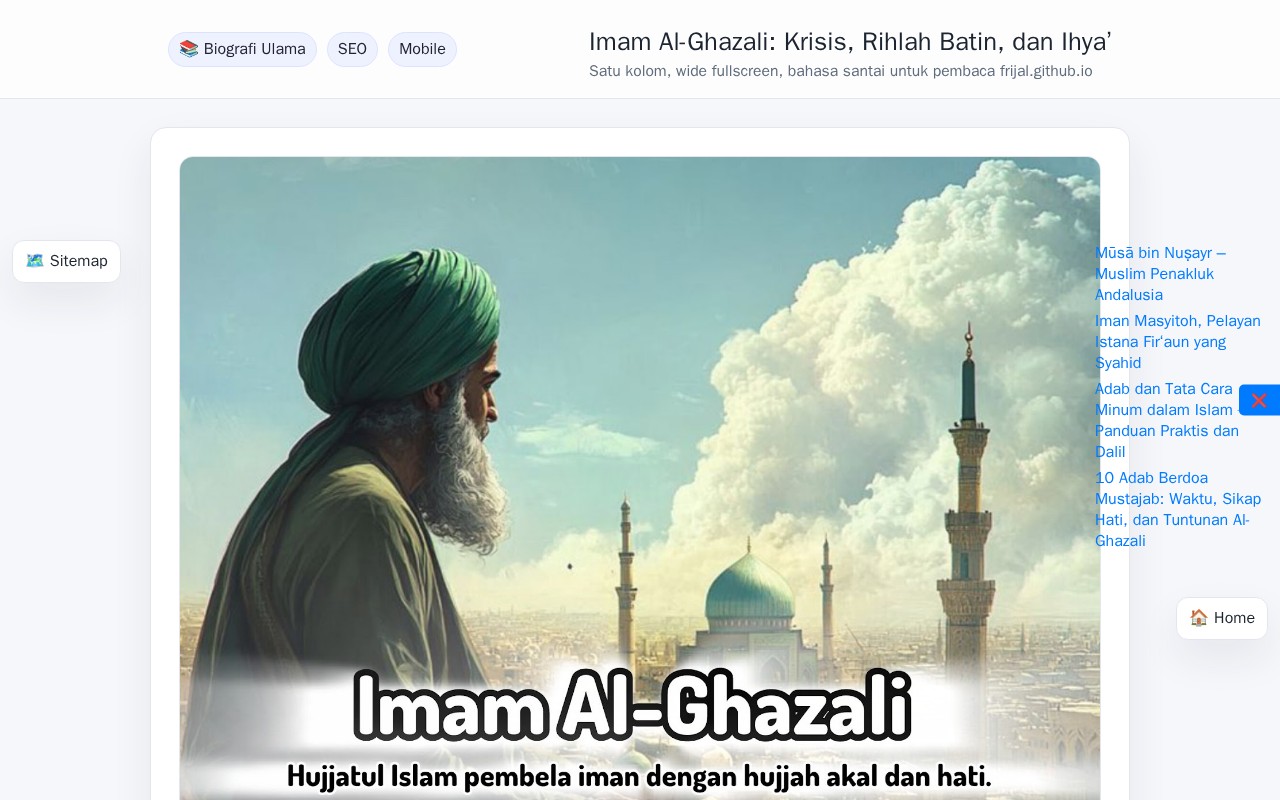 📚 Biografi Ulama
SEO
Mobile
Imam Al-Ghazali: Krisis, Rihlah Batin, dan Ihya’
Satu kolom, wide fullscreen, bahasa santai untuk pembaca frijal.github.io
🗺️ Sitemap
Mūsā bin Nuşayr –
Muslim Penakluk
Andalusia
Iman Masyitoh, Pelayan
Istana Fir’aun yang
Syahid
Adab dan Tata Cara
Minum dalam Islam -
Panduan Praktis dan
Dalil
10 Adab Berdoa
Mustajab: Waktu, Sikap
Hati, dan Tuntunan Al-
Ghazali
❌
🏠 Home
Imam Al-Ghazali
Hujjatul Islam pembela iman dengan hujjah akal dan hati.